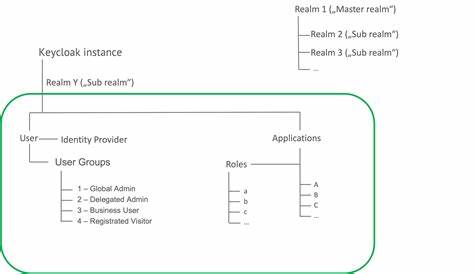 Realm 1 („Master realm“)
Realm 2 („Sub realm“)
Realm 3 („Sub realm“)
...
Keycloak instance
Realm Y („Sub realm“)
User
Identity Provider
User Groups
1 – Global Admin
2 – Delegated Admin
3 – Business User
4 – Registrated Visitor
Applications
Roles
a
b
c
...
A
B
C
...